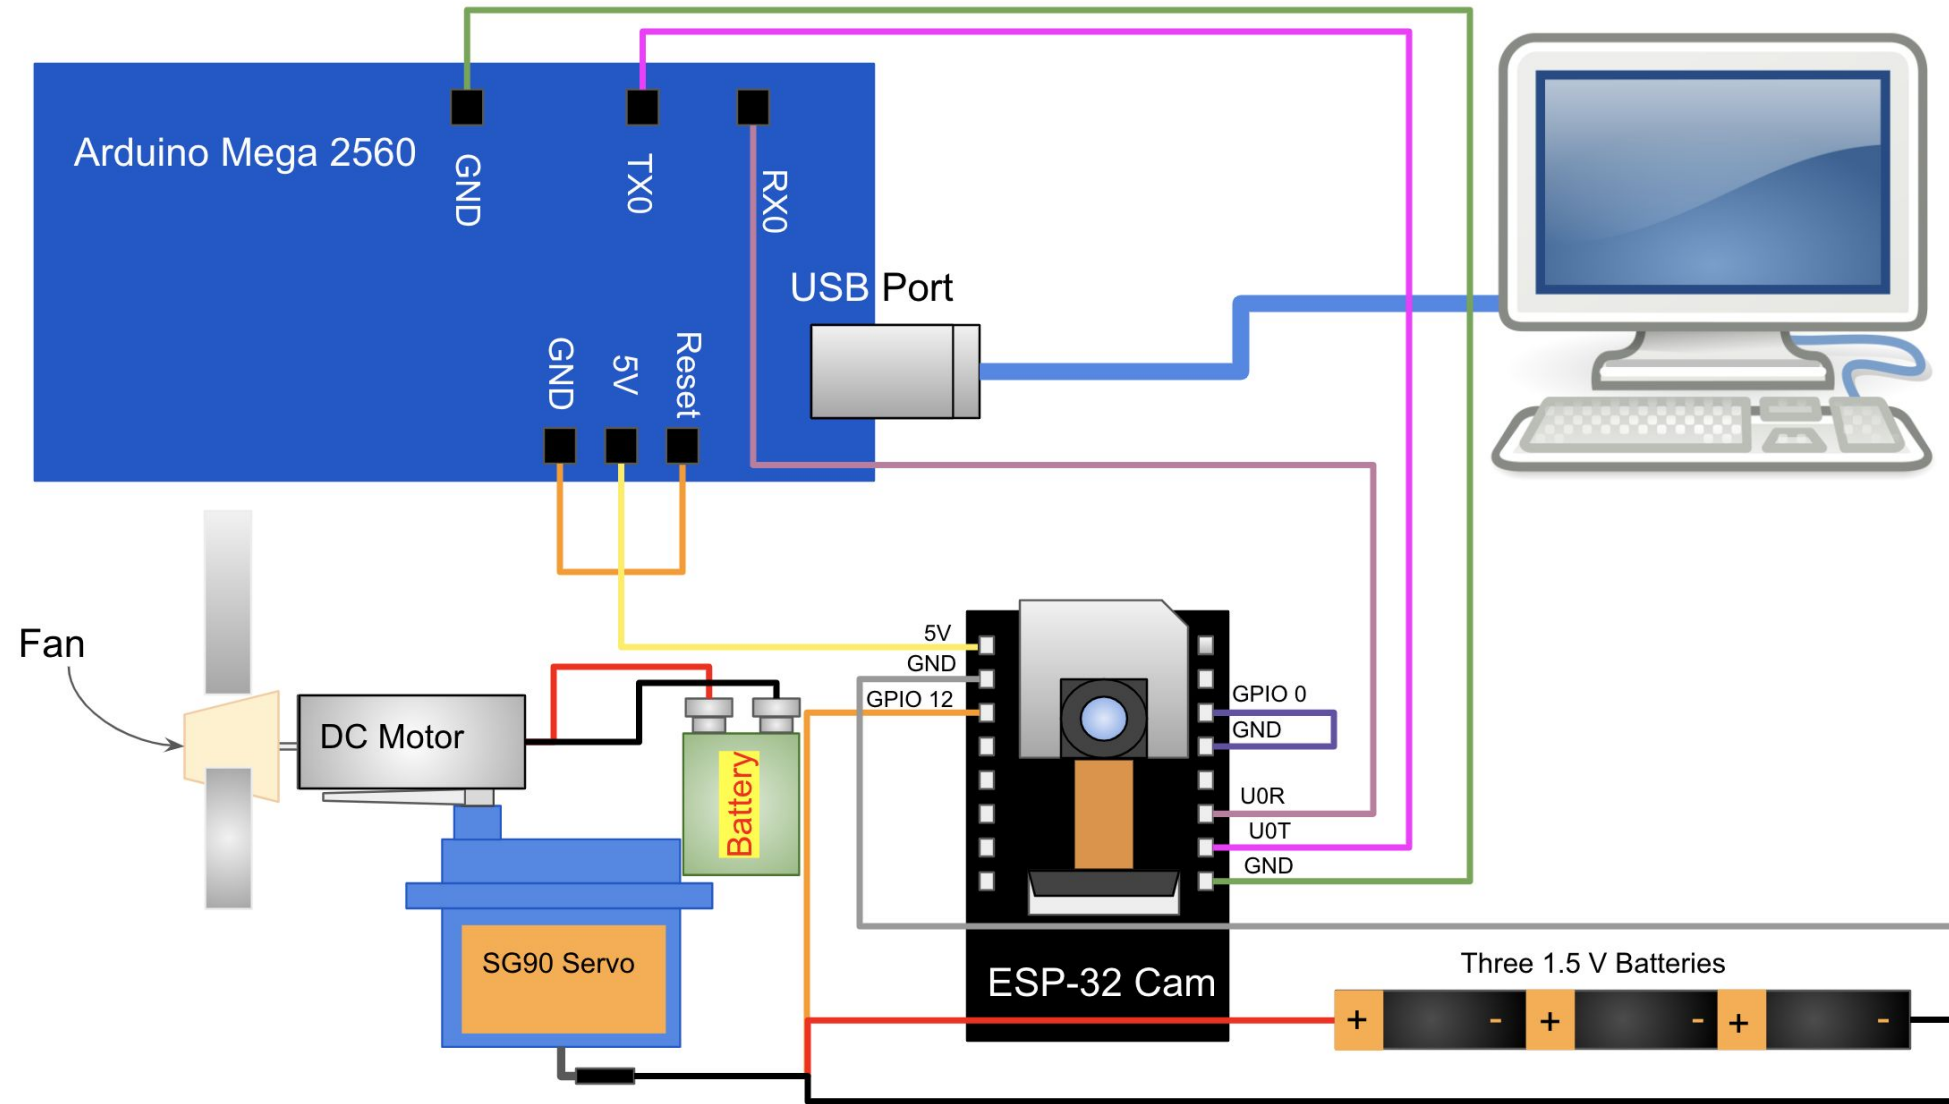 Arduino Mega 2560
GND
TX0
RX0
USB Port
GND
5V
Reset
Fan
DC Motor
Battery
SG90 Servo
5V
GND
GPIO 12
GPIO 0
GND
U0R
U0T
GND
ESP-32 Cam
Three 1.5 V Batteries
+ - + - + -